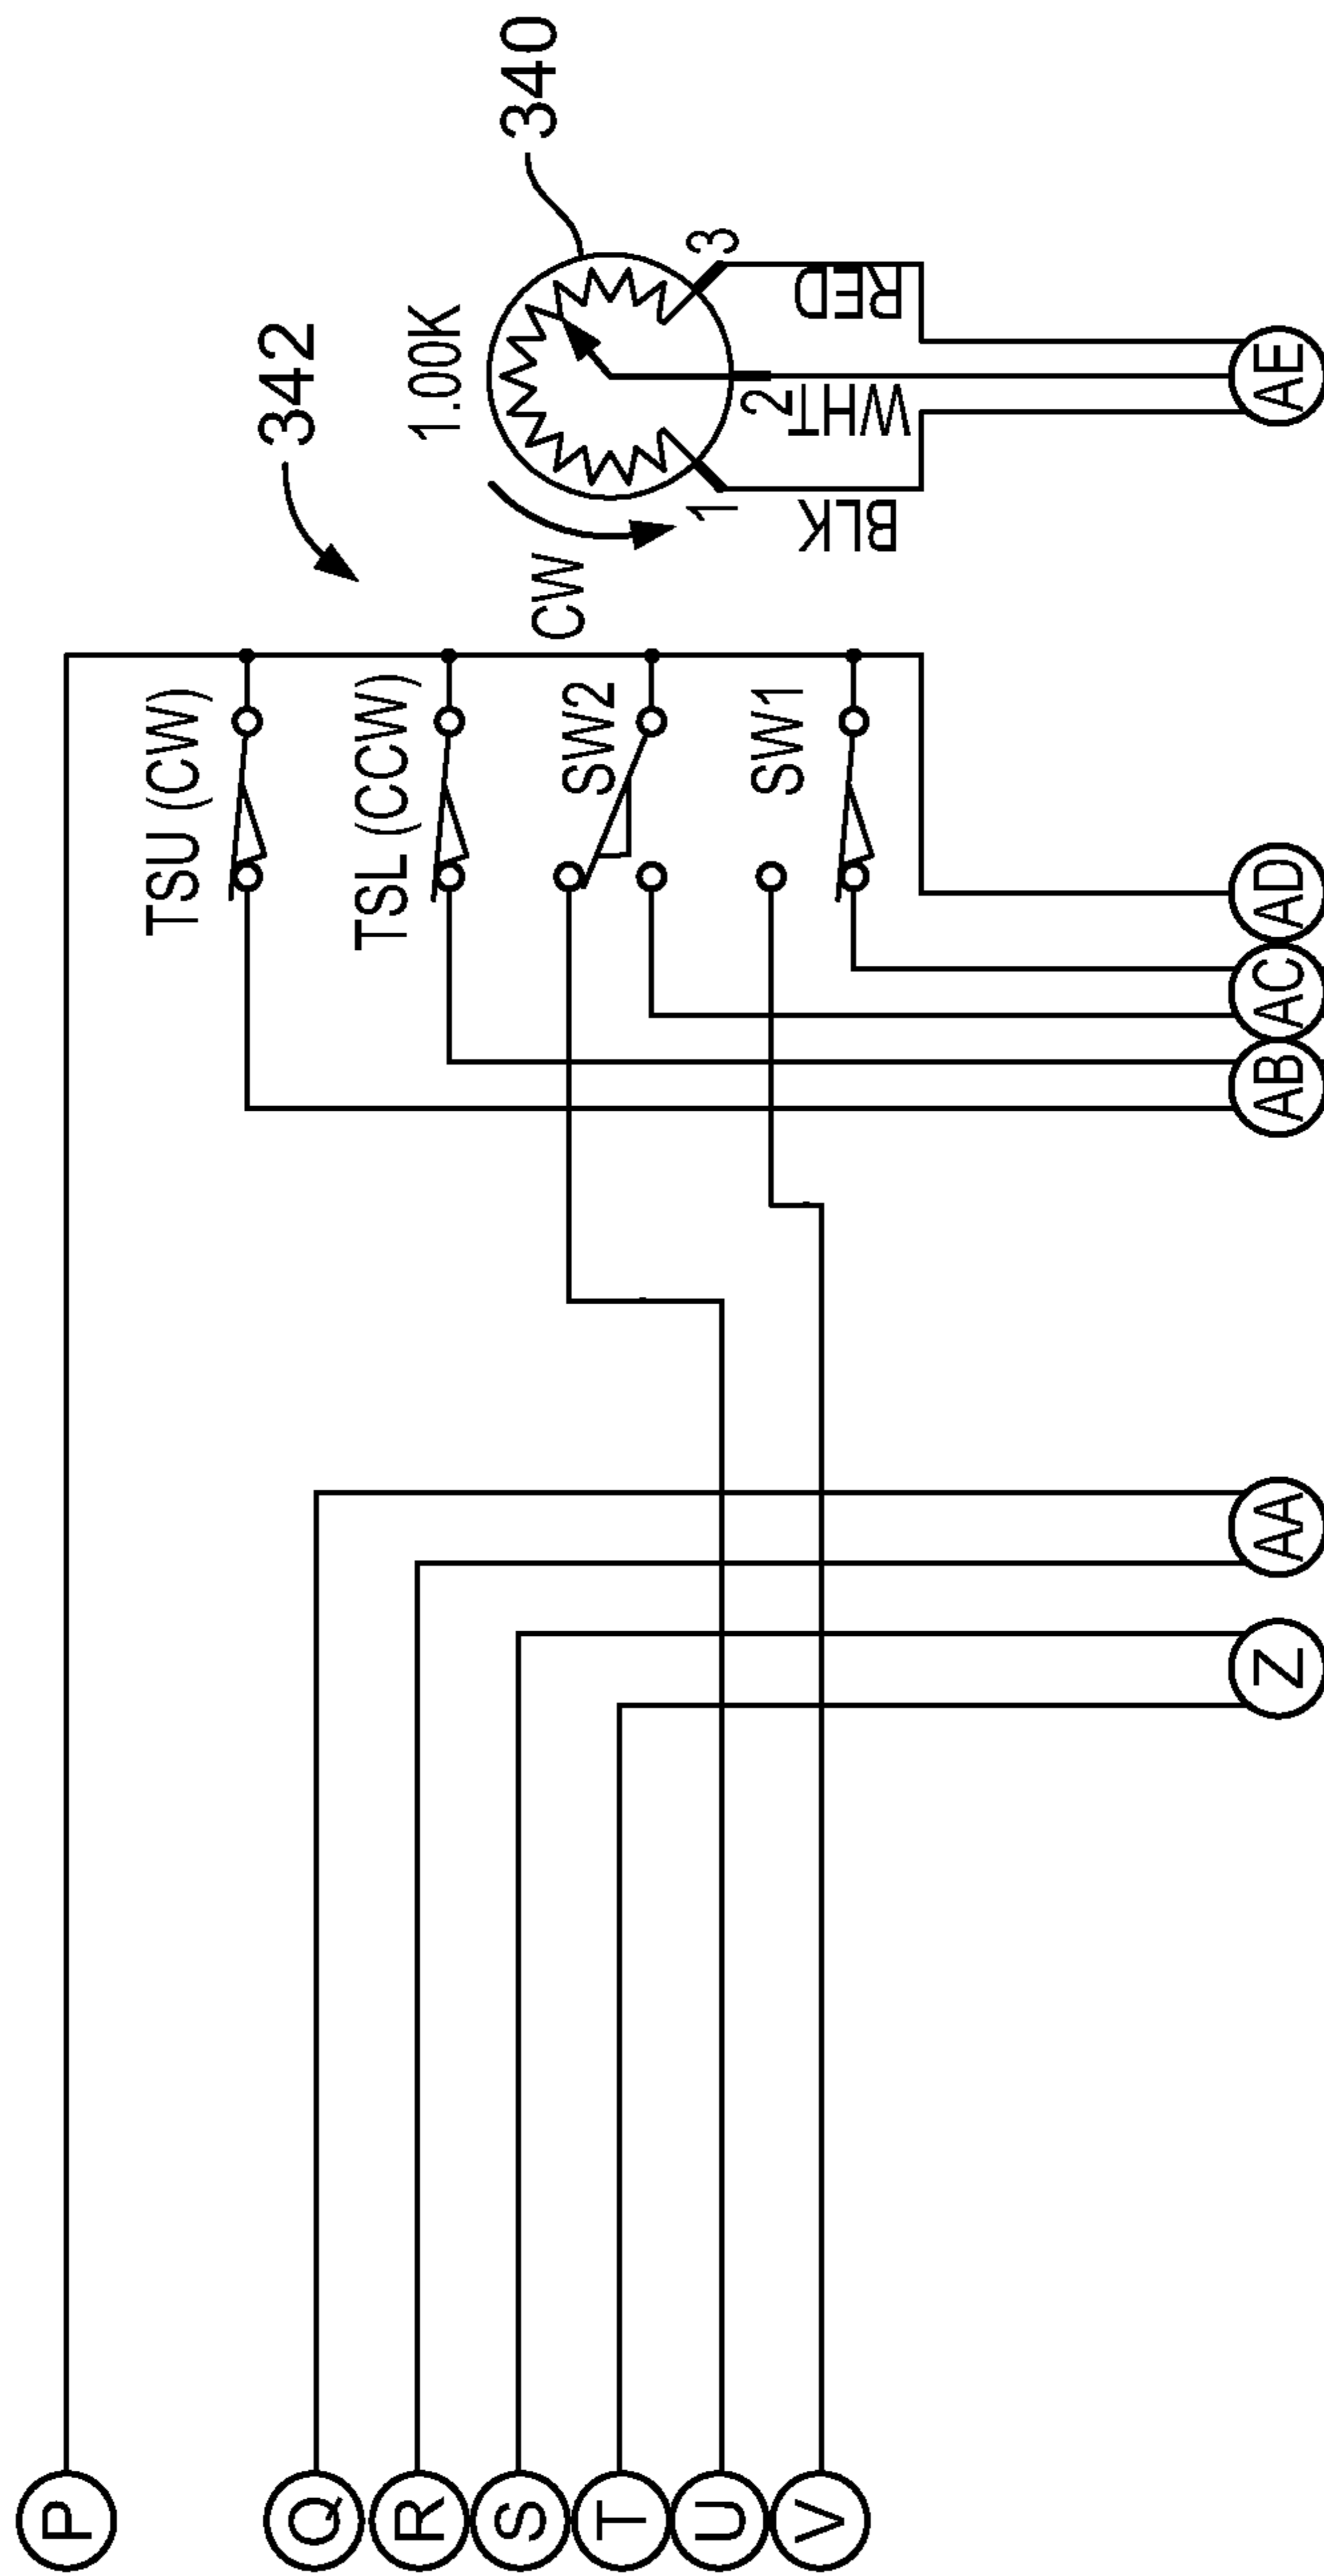 340
342
1.00K
CW
3
2
1
RED
WHT
BLK
TSU (CW)
TSL (CCW)
SW2
SW1
P
Q
R
S
T
U
V
Z
AA
AB
AC
AD
AE